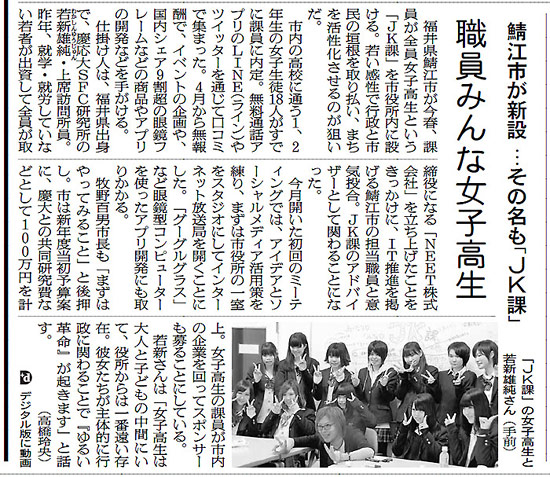 鯖江市が新設…その名も「JK課」
職員みんな女子高生
福井県鯖江市が今春、課
員が全員女子高生という
「JK課」を市役所内に設
ける。若い感性で行政と市
民の垣根を取り払い、まち
を活性化させるのが狙い
だ。
市内の高校に通う1、2
年生の女子生徒18人がすで
に課員に内定。無料通話ア
プリのLINE(ライン)や
ツイッターを通じて口コミ
で集まった。4月から無報
酬で、イベントの企画や、
国内シェア9割超の眼鏡フ
レームなどの商品やアプリ
の開発などを手がける。
仕掛け人は、福井県出身
で、慶応大SFC研究所の
若新雄純・上席訪問所員。
昨年、就学・就労していな
い若者が出資して全員が取
締役になる「NEET株式
会社」を立ち上げたことを
きっかけに、IT推進を掲
げる鯖江市の担当職員と意
気投合。JK課のアドバイ
ザーとして関わることにな
った。
今月開いた初回のミーテ
ィングでは、アイデアとソ
ーシャルメディア活用策を
練り、まずは市役所の一室
をスタジオにしてインター
ネット放送局を開くことに
した。「グーグルグラス」
など眼鏡型コンピューター
を使ったアプリ開発にも取
りかかる。
牧野百男市長も「まずは
やってみること」と後押
し。市は新年度当初予算案
に、慶大との共同研究費な
どとして100万円を計
上。女子高生の課員が市内
の企業を回ってスポンサー
も募ることにしている。
若新さんは「女子高生は
大人と子どもの中間にい
て、役所からは一番遠い存
在。彼女たちが主体的に行
政に関わることで『ゆるい
革命』が起きます」と話
す。
(高橋玲央)
d デジタル版に動画
「JK課」の女子高生と
若新雄純さん(手前)